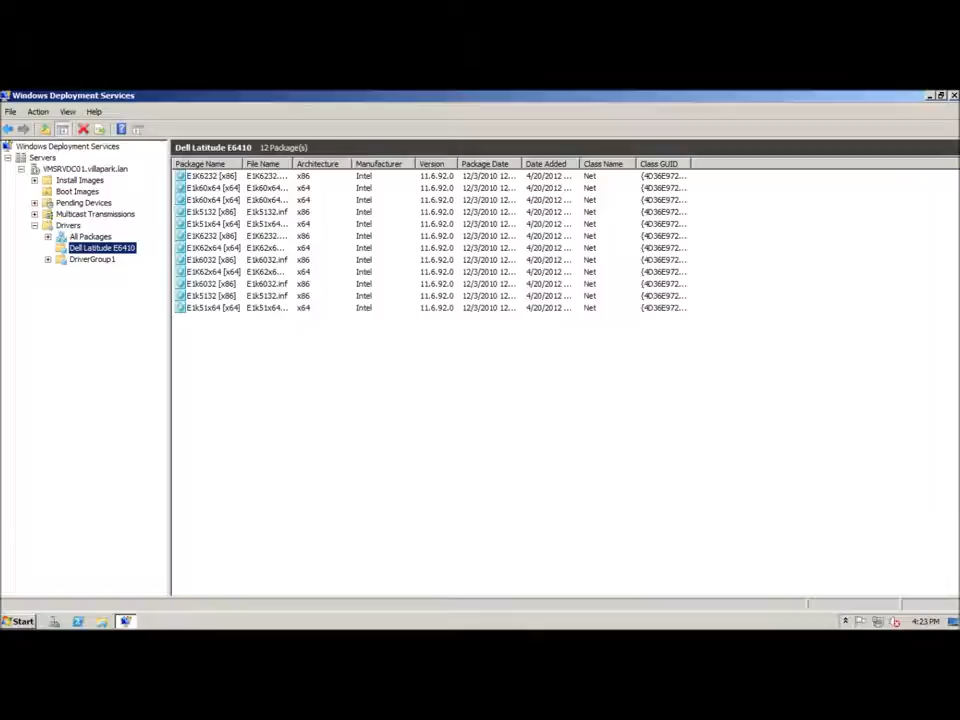 Windows Deployment Services
File Action View Help
Windows Deployment Services
Servers
VMSRVDC01.villapark.lan
Install Images
Boot Images
Pending Devices
Multicast Transmissions
Drivers
All Packages
Dell Latitude E6410
DriverGroup1
Dell Latitude E6410 12 Package(s)
Package Name File Name Architecture Manufacturer Version Package Date Date Added Class Name Class GUID
E1K6232 [x86] E1K6232.... x86 Intel 11.6.92.0 12/3/2010 12... 4/20/2012 ... Net {4D36E972...
E1k60x64 [x64] E1k60x64... x64 Intel 11.6.92.0 12/3/2010 12... 4/20/2012 ... Net {4D36E972...
E1k60x64 [x64] E1k60x64... x64 Intel 11.6.92.0 12/3/2010 12... 4/20/2012 ... Net {4D36E972...
E1k5132 [x86] E1k5132.inf x86 Intel 11.6.92.0 12/3/2010 12... 4/20/2012 ... Net {4D36E972...
E1k51x64 [x64] E1k51x64... x64 Intel 11.6.92.0 12/3/2010 12... 4/20/2012 ... Net {4D36E972...
E1K6232 [x86] E1K6232.... x86 Intel 11.6.92.0 12/3/2010 12... 4/20/2012 ... Net {4D36E972...
E1K62x64 [x64] E1K62x6... x64 Intel 11.6.92.0 12/3/2010 12... 4/20/2012 ... Net {4D36E972...
E1k6032 [x86] E1k6032.inf x86 Intel 11.6.92.0 12/3/2010 12... 4/20/2012 ... Net {4D36E972...
E1K62x64 [x64] E1K62x6... x64 Intel 11.6.92.0 12/3/2010 12... 4/20/2012 ... Net {4D36E972...
E1k6032 [x86] E1k6032.inf x86 Intel 11.6.92.0 12/3/2010 12... 4/20/2012 ... Net {4D36E972...
E1k5132 [x86] E1k5132.inf x86 Intel 11.6.92.0 12/3/2010 12... 4/20/2012 ... Net {4D36E972...
E1k51x64 [x64] E1k51x64... x64 Intel 11.6.92.0 12/3/2010 12... 4/20/2012 ... Net {4D36E972...
Start 4:23 PM